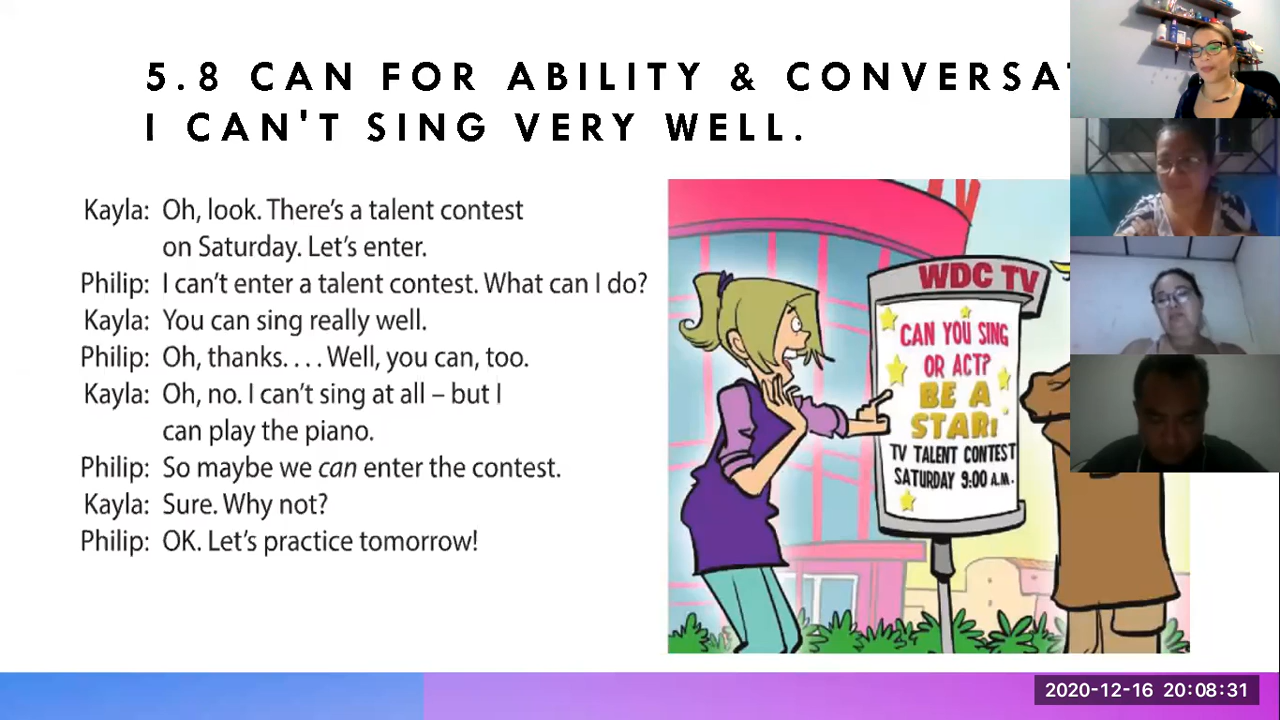 5.8 CAN FOR ABILITY & CONVERSA
I CAN'T SING VERY WELL.
Kayla: Oh, look. There's a talent contest
on Saturday. Let's enter.
Philip: I can't enter a talent contest. What can I do?
Kayla: You can sing really well.
Philip: Oh, thanks. . . . Well, you can, too.
Kayla: Oh, no. I can't sing at all – but I
can play the piano.
Philip: So maybe we can enter the contest.
Kayla: Sure. Why not?
Philip: OK. Let's practice tomorrow!
TV
WDC TV
CAN YOU SING
OR ACT?
BE A
STAR!
TV TALENT CONTEST
SATURDAY 9:00 A.M.
2020-12-16 20:08:31